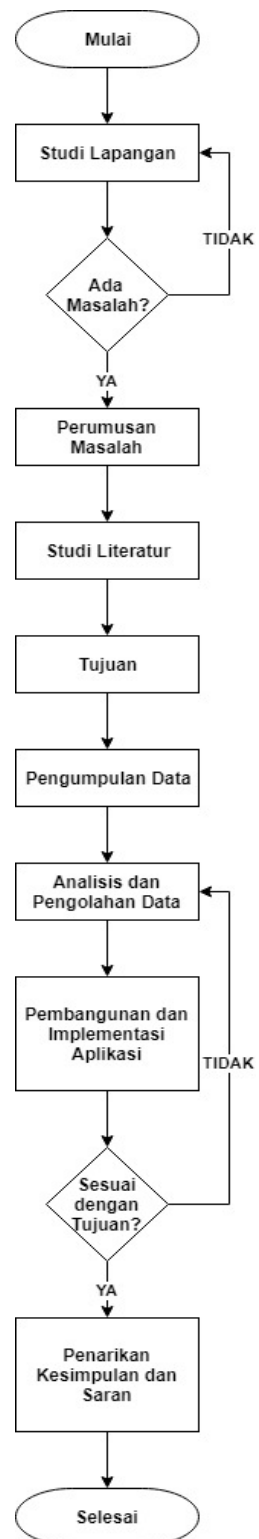 Mulai
Studi Lapangan
TIDAK
Ada
Masalah?
YA
Perumusan
Masalah
Studi Literatur
Tujuan
Pengumpulan Data
Analisis dan
Pengolahan Data
Pembangunan dan
Implementasi
Aplikasi
TIDAK
Sesuai
dengan
Tujuan?
YA
Penarikan
Kesimpulan dan
Saran
Selesai